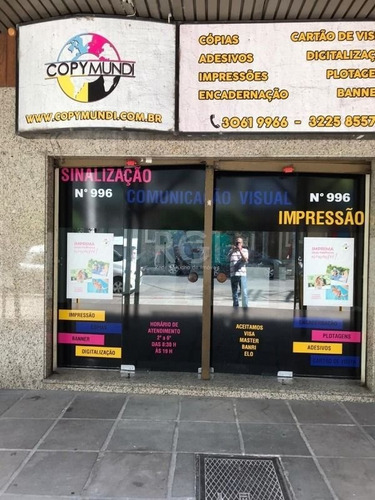 COPYMUNDI
WWW.COPYMUNDI.COM.BR
CÓPIAS
ADESIVOS
IMPRESSÕES
ENCADERNAÇÃO
CARTÃO DE VIS
DIGITALIZAÇ
PLOTAGE
BANNE
3061 9966 - 3225 8557
SINALIZAÇÃO
Nº 996
COMUNICAÇÃO VISUAL
Nº 996
IMPRESSÃO
IMPRESSÃO
BANNER
DIGITALIZAÇÃO
HORÁRIO DE
ATENDIMENTO
2ª a 6ª
DAS 8:30 H
ÀS 18 H
ACEITAMOS
VISA
MASTER
BANRI
ELO
PLOTAGENS
ADESIVOS